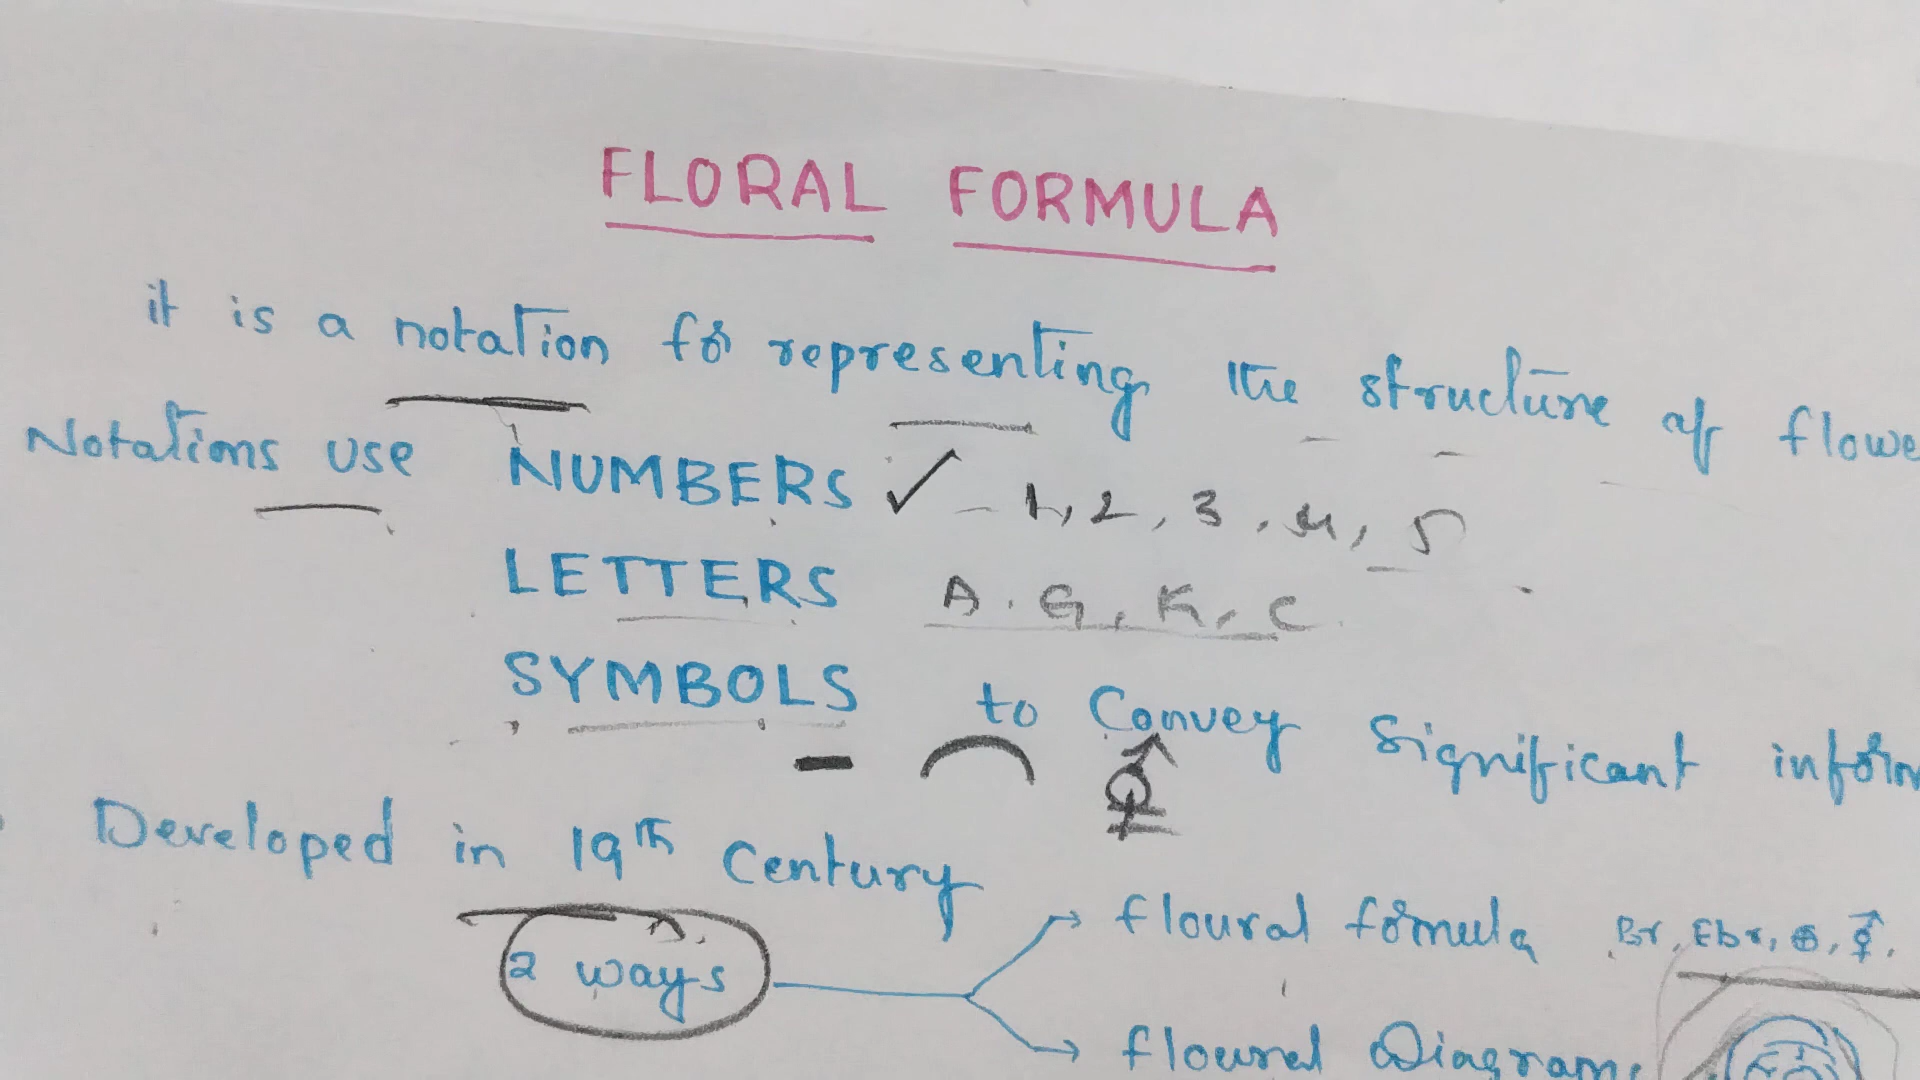 FLORAL FORMULA
it is a notation for representing the structure of flowe
Notations use NUMBERS ✓ - 1, 2, 3, 4, 5
LETTERS A, G, K, C
SYMBOLS to Convey Significant inform
- ⌒ ⚥
Developed in 19th Century
2 ways → floural formula Br, Ebr, ⊕, ⚥.
→ floural Diagram